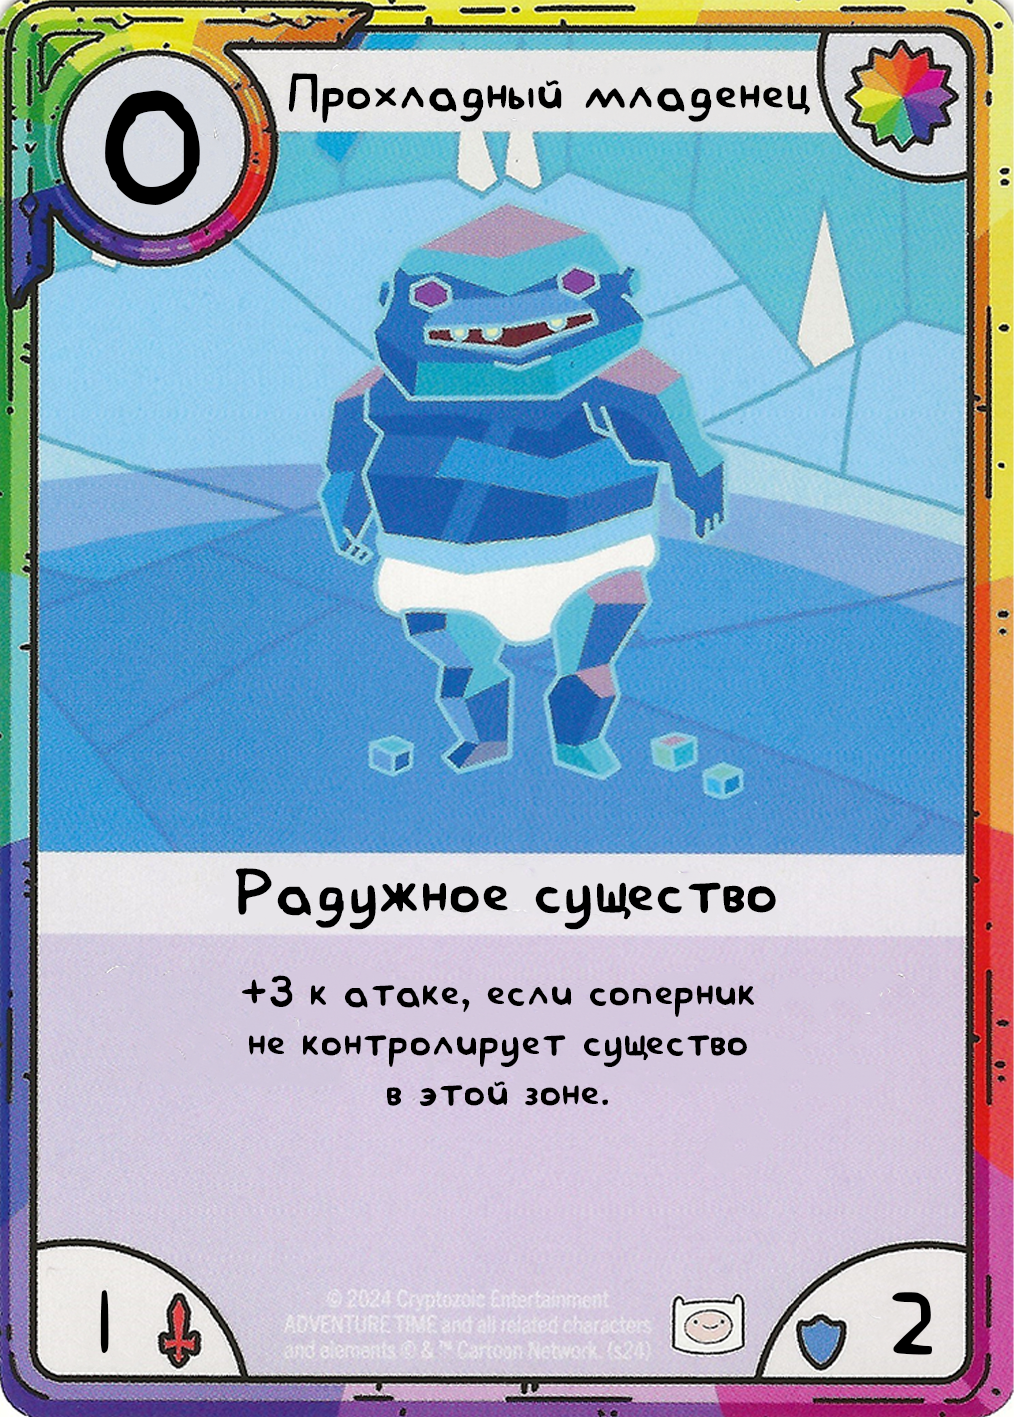 0
Прохладный младенец
Радужное существо
+3 к атаке, если соперник
не контролирует существо
в этой зоне.
1
2
© 2024 Cryptozoic Entertainment
ADVENTURE TIME and all related characters
and elements © & ™ Cartoon Network. (s24)